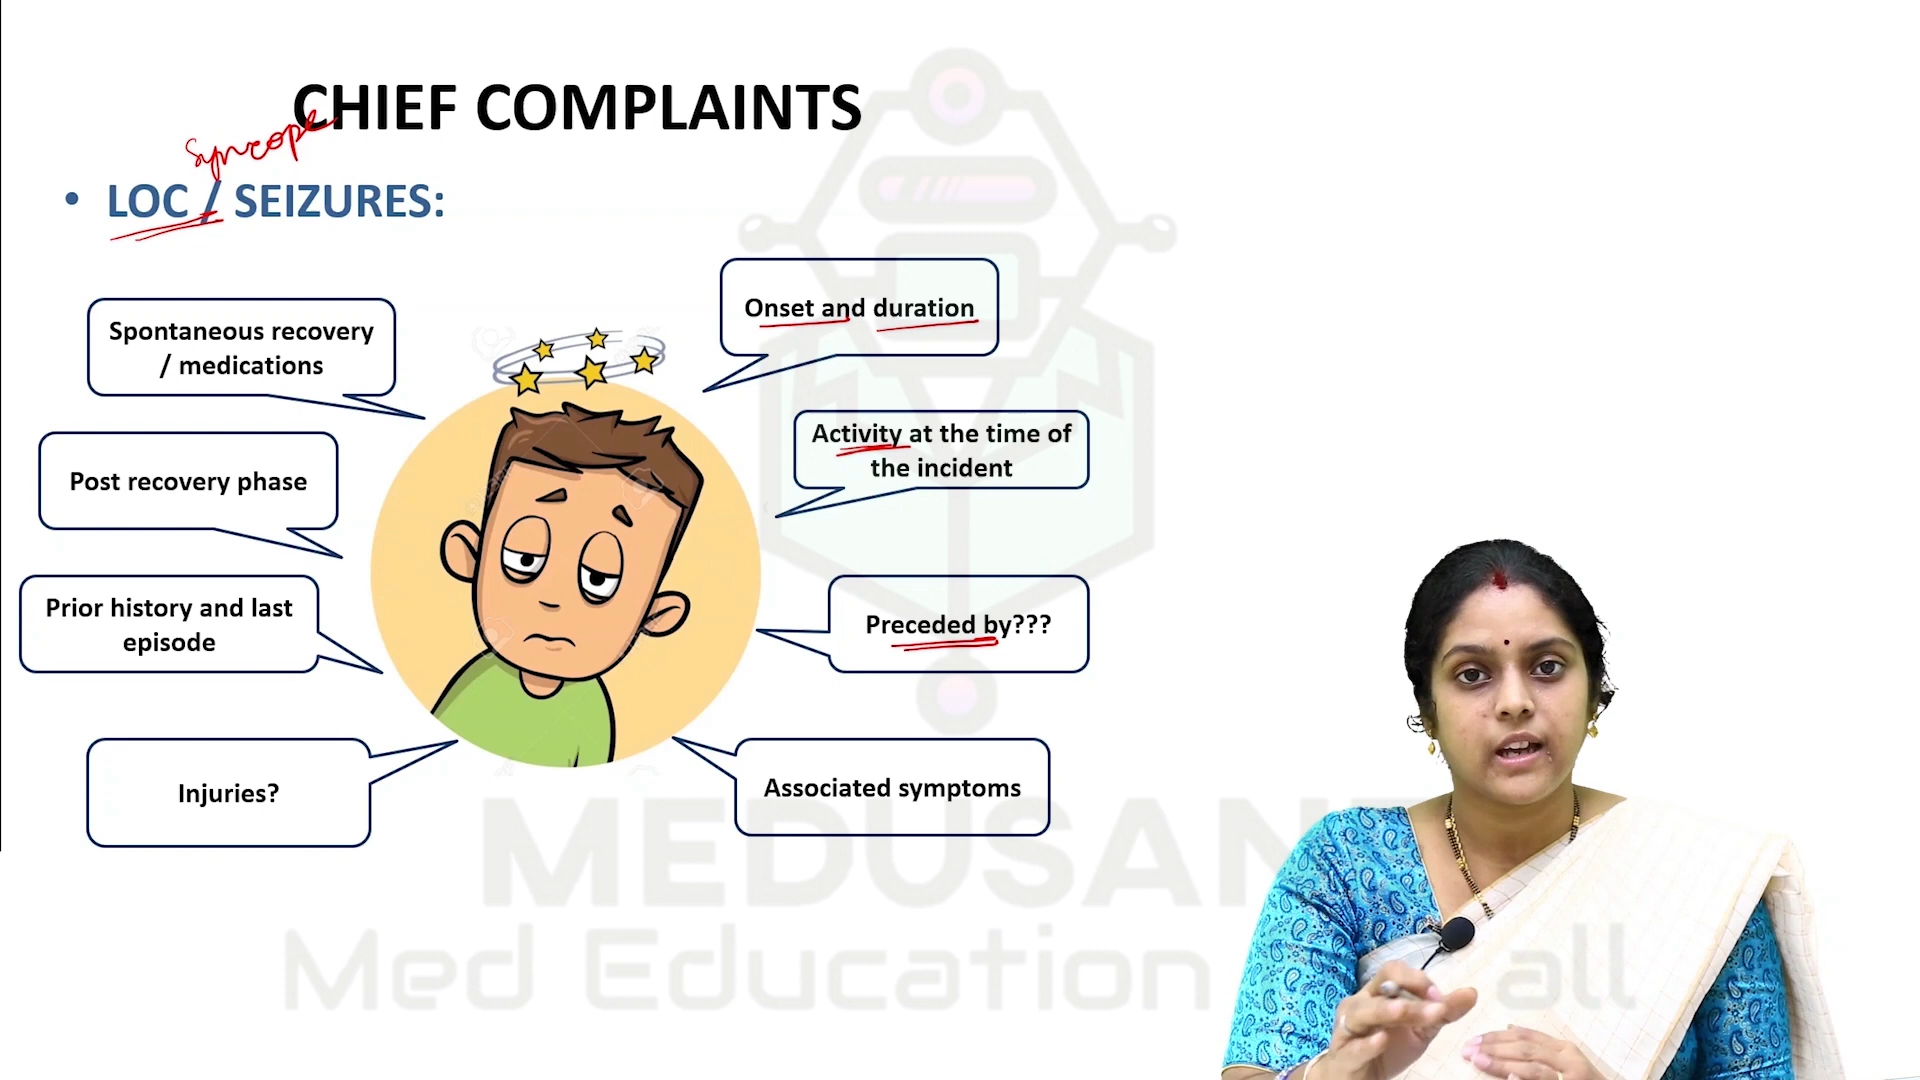 CHIEF COMPLAINTS
Syncope
• LOC / SEIZURES:
Spontaneous recovery
/ medications
Onset and duration
Post recovery phase
Activity at the time of
the incident
Prior history and last
episode
Preceded by???
Injuries?
Associated symptoms
MEDUSAN
Med Education
all